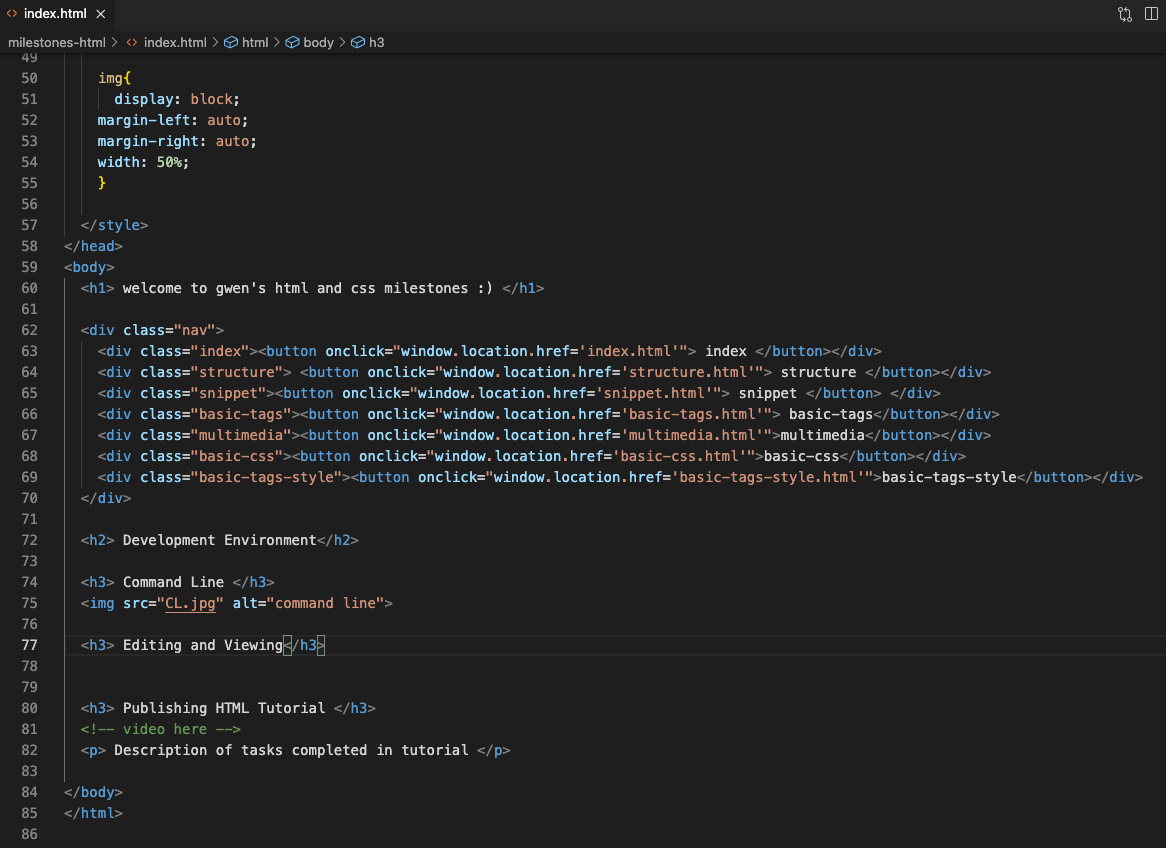 index.html
milestones-html > index.html > html > body > h3
49
50 img{
51 display: block;
52 margin-left: auto;
53 margin-right: auto;
54 width: 50%;
55 }
56
57 </style>
58 </head>
59 <body>
60 <h1> welcome to gwen's html and css milestones :) </h1>
61
62 <div class="nav">
63 <div class="index"><button onclick="window.location.href='index.html'"> index </button></div>
64 <div class="structure"> <button onclick="window.location.href='structure.html'"> structure </button></div>
65 <div class="snippet"><button onclick="window.location.href='snippet.html'"> snippet </button> </div>
66 <div class="basic-tags"><button onclick="window.location.href='basic-tags.html'"> basic-tags</button></div>
67 <div class="multimedia"><button onclick="window.location.href='multimedia.html'">multimedia</button></div>
68 <div class="basic-css"><button onclick="window.location.href='basic-css.html'">basic-css</button></div>
69 <div class="basic-tags-style"><button onclick="window.location.href='basic-tags-style.html'">basic-tags-style</button></div>
70 </div>
71
72 <h2> Development Environment</h2>
73
74 <h3> Command Line </h3>
75 <img src="CL.jpg" alt="command line">
76
77 <h3> Editing and Viewing</h3>
78
79
80 <h3> Publishing HTML Tutorial </h3>
81 <!-- video here -->
82 <p> Description of tasks completed in tutorial </p>
83
84 </body>
85 </html>
86